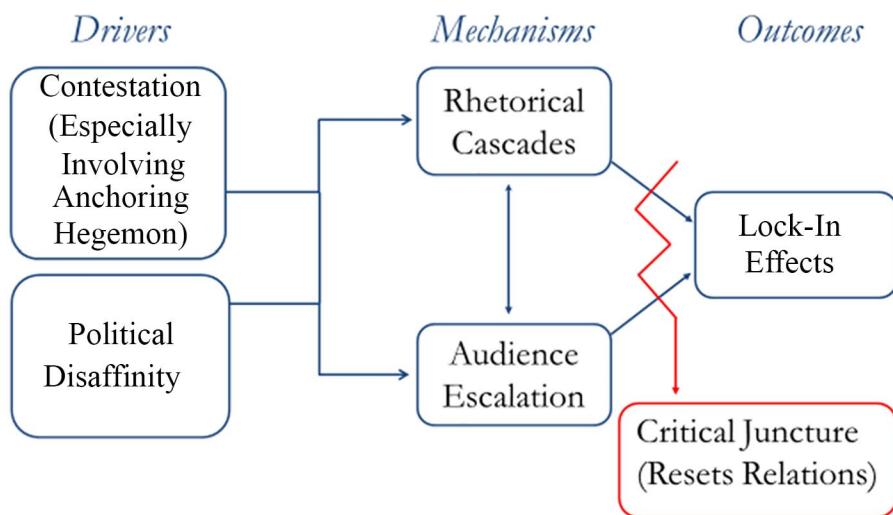 Drivers
Mechanisms
Outcomes
Contestation
(Especially
Involving
Anchoring
Hegemon)
Political
Disaffinity
Rhetorical
Cascades
Audience
Escalation
Lock-In
Effects
Critical Juncture
(Resets Relations)